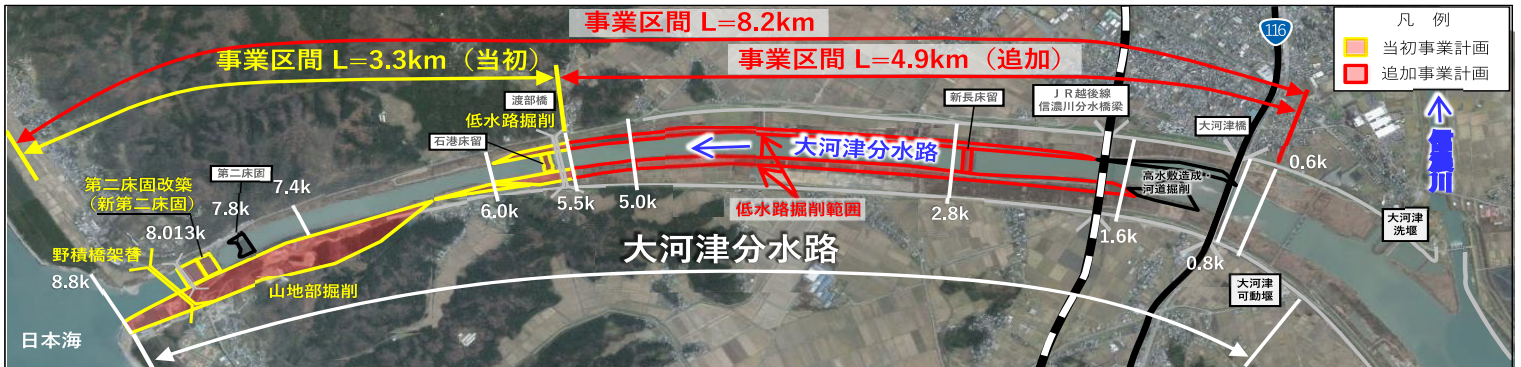 事業区間 L=8.2km
事業区間 L=3.3km（当初）
事業区間 L=4.9km（追加）
116
凡 例
当初事業計画
追加事業計画
渡部橋
低水路掘削
石港床留
新長床留
ＪＲ越後線
信濃川分水橋梁
大河津橋
大河津分水路
信濃川
0.6k
第二床固
7.4k
第二床固改築
（新第二床固）
7.8k
8.013k
6.0k
5.5k
5.0k
低水路掘削範囲
2.8k
高水敷造成・
河道掘削
1.6k
0.8k
大河津
洗堰
大河津
可動堰
野積橋架替
8.8k
山地部掘削
大河津分水路
日本海